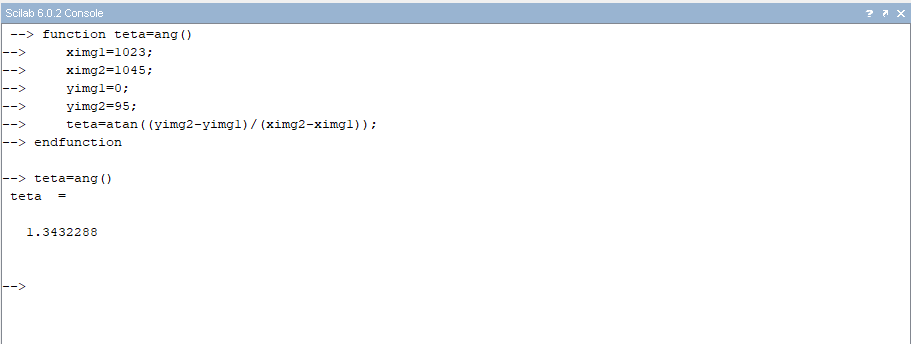 Scilab 6.0.2 Console ? ↗ ✕
--> function teta=ang()
--> ximg1=1023;
--> ximg2=1045;
--> yimg1=0;
--> yimg2=95;
--> teta=atan((yimg2-yimg1)/(ximg2-ximg1));
--> endfunction
--> teta=ang()
teta =
1.3432288
-->